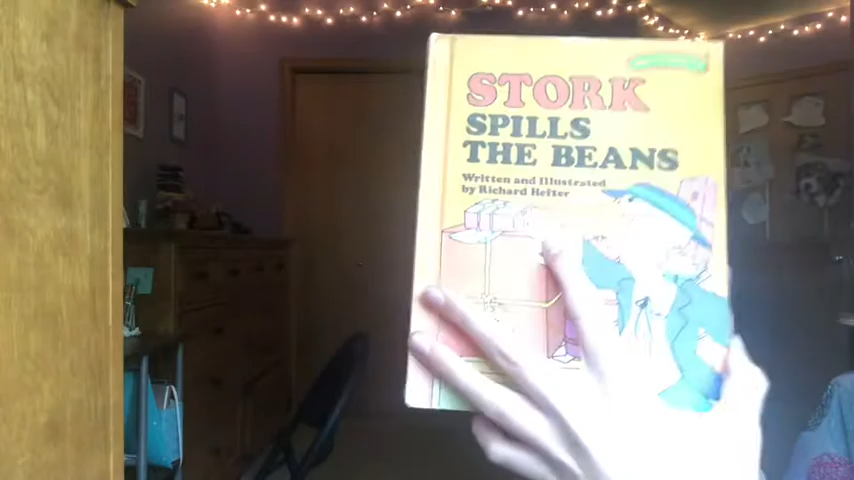 STORK
SPILLS
THE BEANS
Written and Illustrated
by Richard Hefter